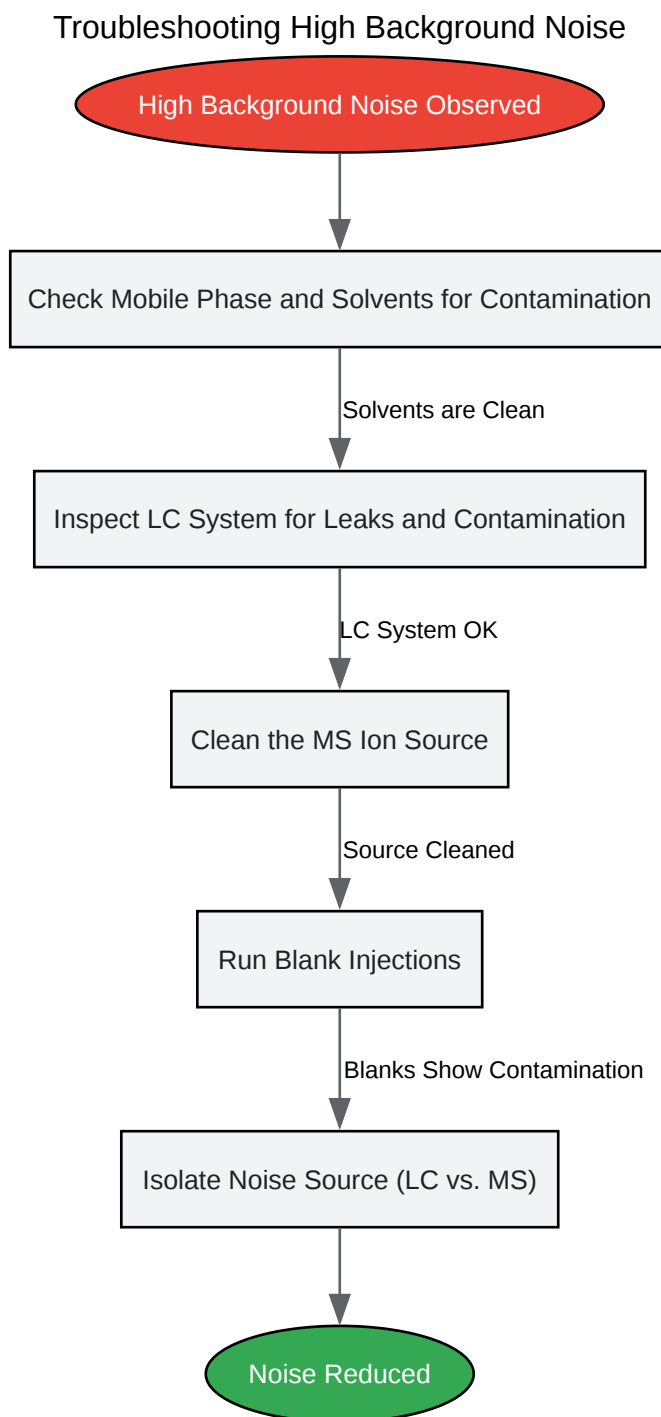 Troubleshooting High Background Noise
High Background Noise Observed
Check Mobile Phase and Solvents for Contamination
Solvents are Clean
Inspect LC System for Leaks and Contamination
LC System OK
Clean the MS Ion Source
Source Cleaned
Run Blank Injections
Blanks Show Contamination
Isolate Noise Source (LC vs. MS)
Noise Reduced